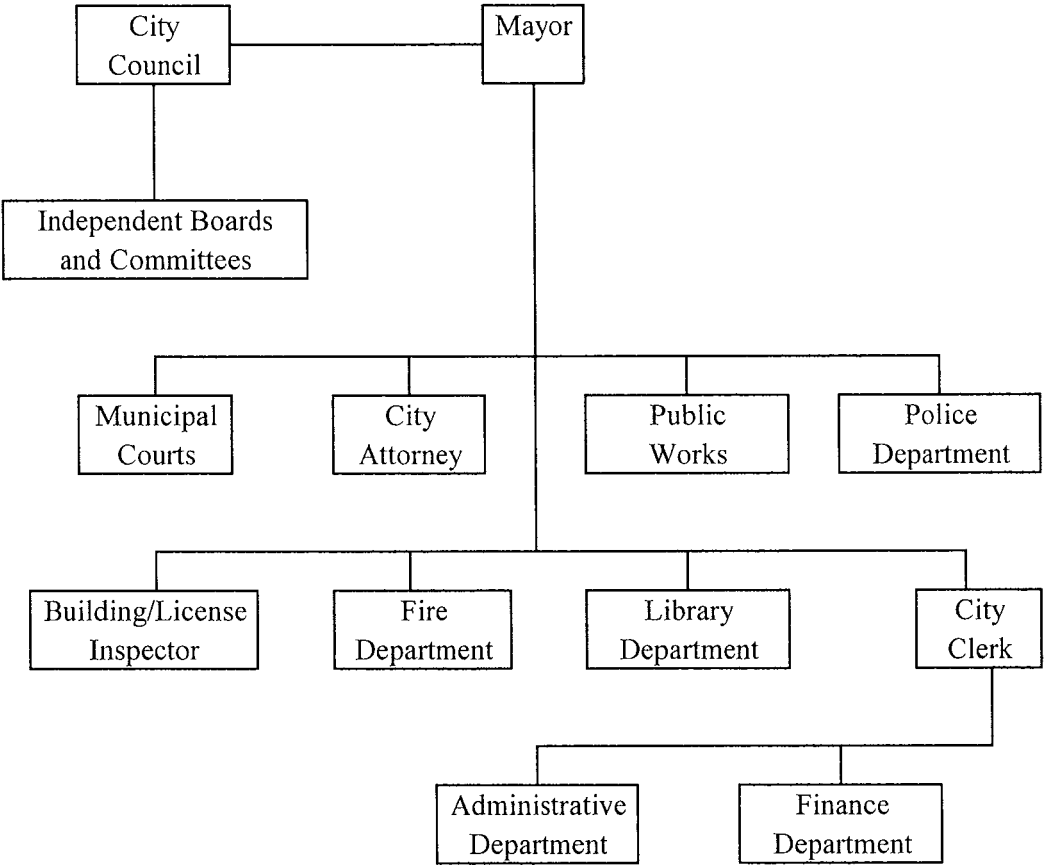 City
Council
Mayor
Independent Boards
and Committees
Municipal
Courts
City
Attorney
Public
Works
Police
Department
Building/License
Inspector
Fire
Department
Library
Department
City
Clerk
Administrative
Department
Finance
Department